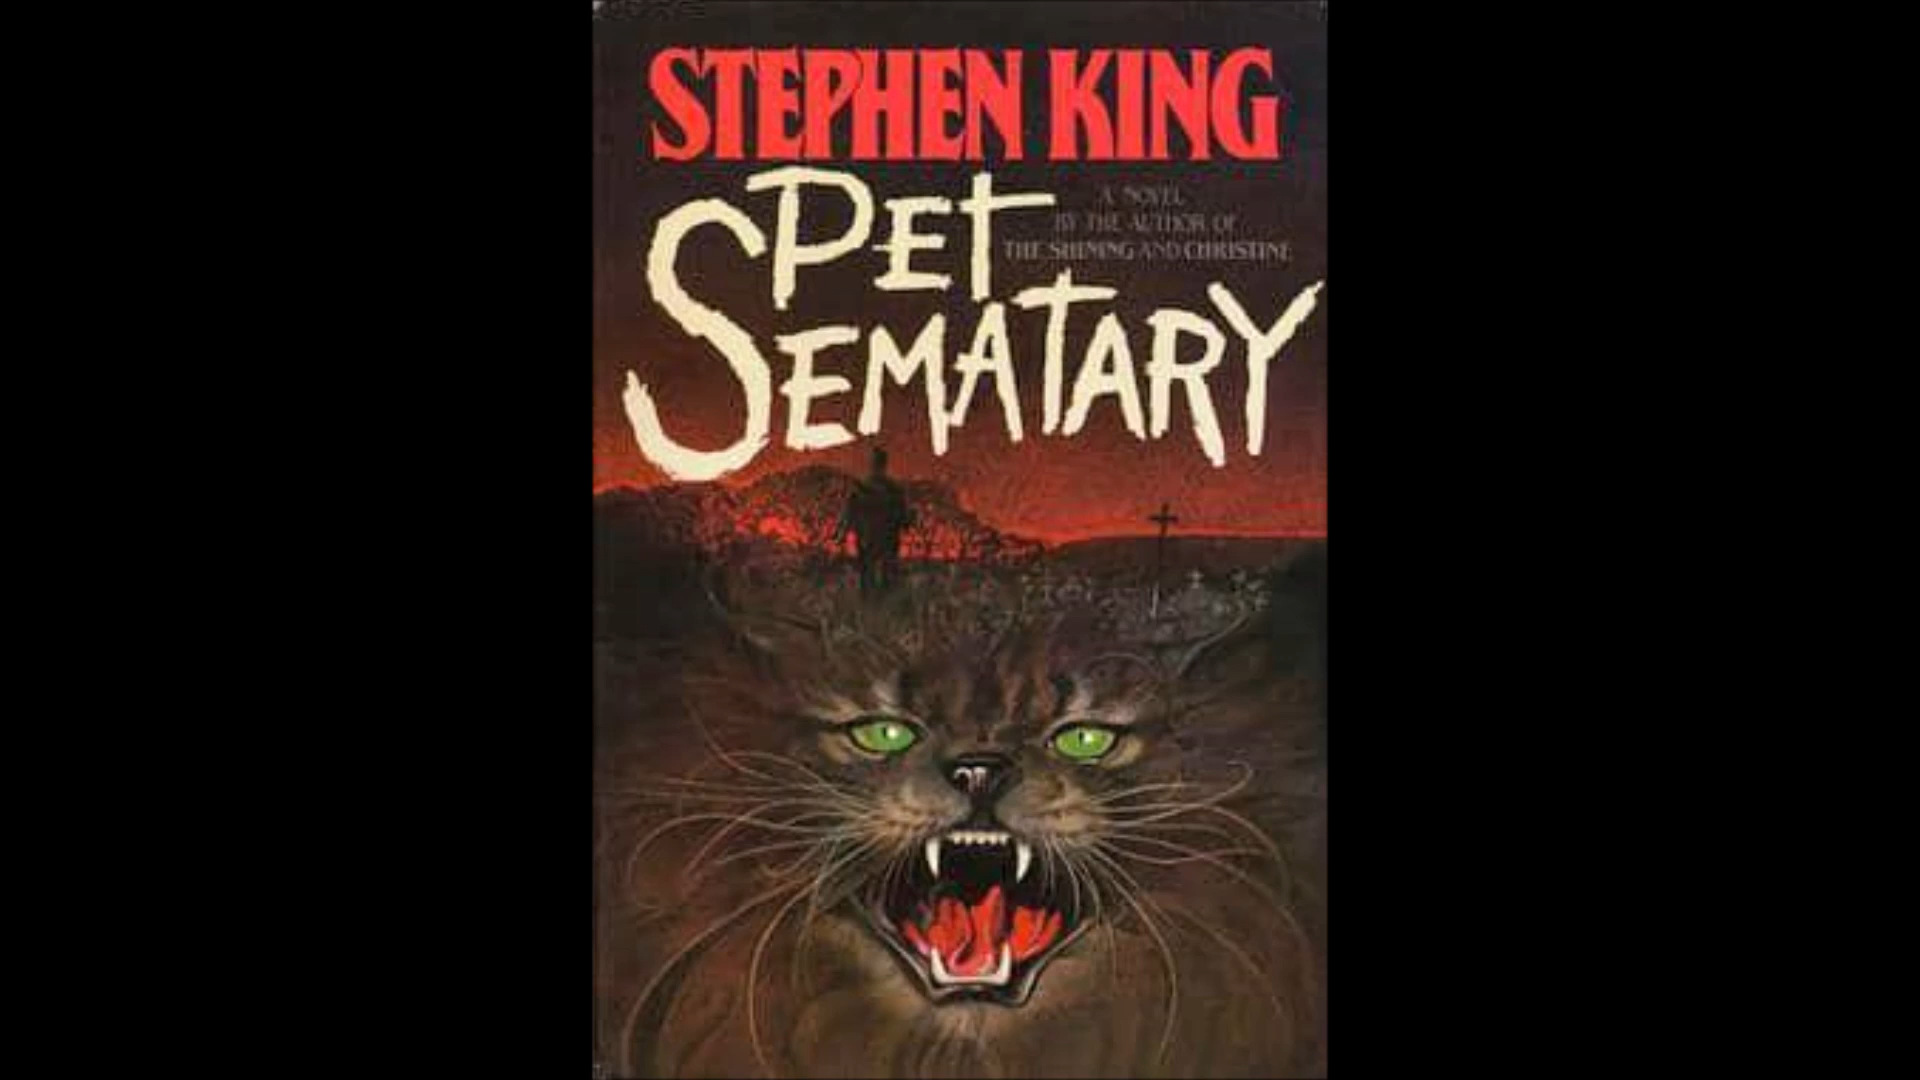 STEPHEN KING
PET
SEMATARY
A NOVEL
BY THE AUTHOR OF
THE SHINING AND CHRISTINE